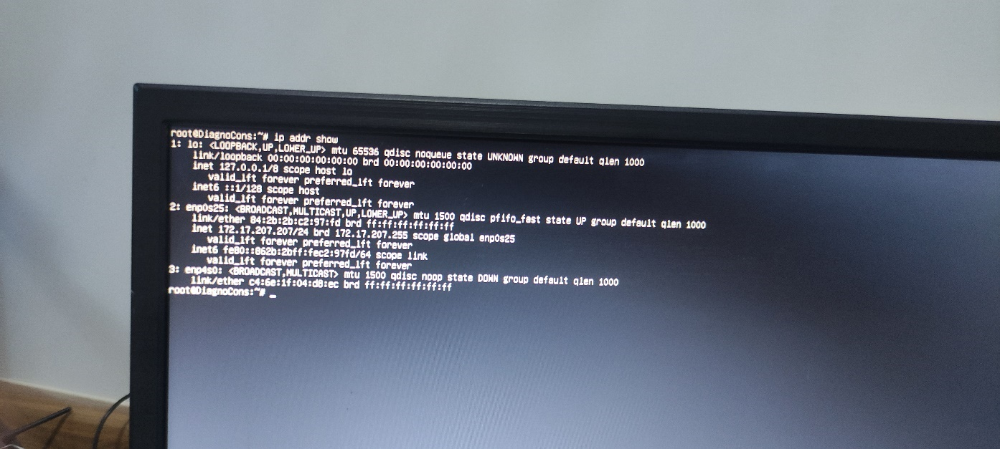 root@DiagnoCons:~# ip addr show
1: lo: <LOOPBACK,UP,LOWER_UP> mtu 65536 qdisc noqueue state UNKNOWN group default qlen 1000
link/loopback 00:00:00:00:00:00 brd 00:00:00:00:00:00
inet 127.0.0.1/8 scope host lo
valid_lft forever preferred_lft forever
inet6 ::1/128 scope host
valid_lft forever preferred_lft forever
2: enp0s25: <BROADCAST,MULTICAST,UP,LOWER_UP> mtu 1500 qdisc pfifo_fast state UP group default qlen 1000
link/ether 84:2b:2b:c2:97:fd brd ff:ff:ff:ff:ff:ff
inet 172.17.207.207/24 brd 172.17.207.255 scope global enp0s25
valid_lft forever preferred_lft forever
inet6 fe80::862b:2bff:fec2:97fd/64 scope link
valid_lft forever preferred_lft forever
3: enp4s0: <BROADCAST,MULTICAST> mtu 1500 qdisc noop state DOWN group default qlen 1000
link/ether c4:6e:1f:04:d8:ec brd ff:ff:ff:ff:ff:ff
root@DiagnoCons:~# _